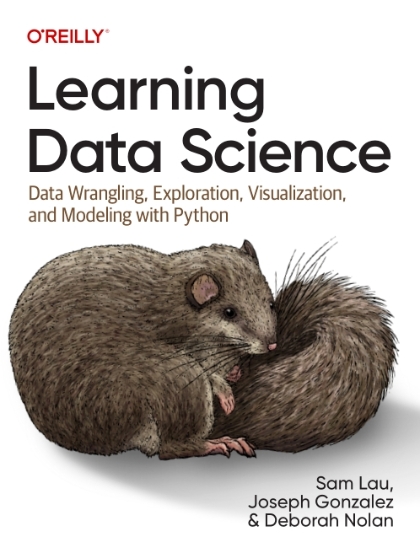 O'REILLY®
Learning
Data Science
Data Wrangling, Exploration, Visualization,
and Modeling with Python
Sam Lau,
Joseph Gonzalez
& Deborah Nolan